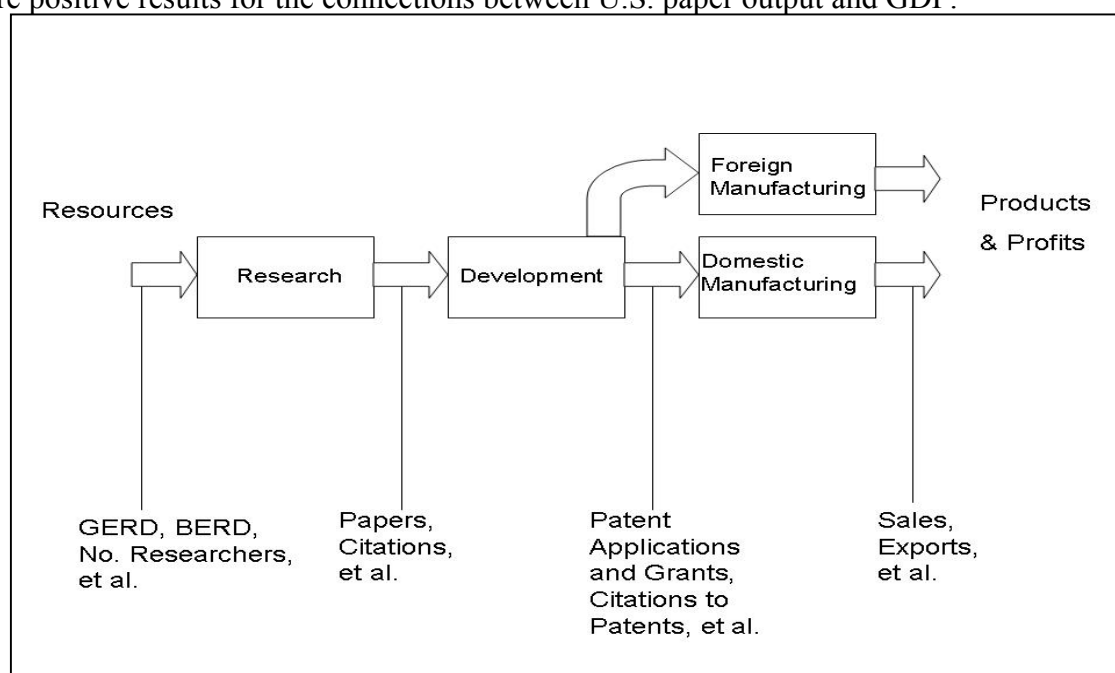 re positive results for the connections between U.S. paper output and GDP.
Resources
Research
Development
Foreign
Manufacturing
Domestic
Manufacturing
Products
& Profits
GERD, BERD,
No. Researchers,
et al.
Papers,
Citations,
et al.
Patent
Applications
and Grants,
Citations to
Patents, et al.
Sales,
Exports,
et al.